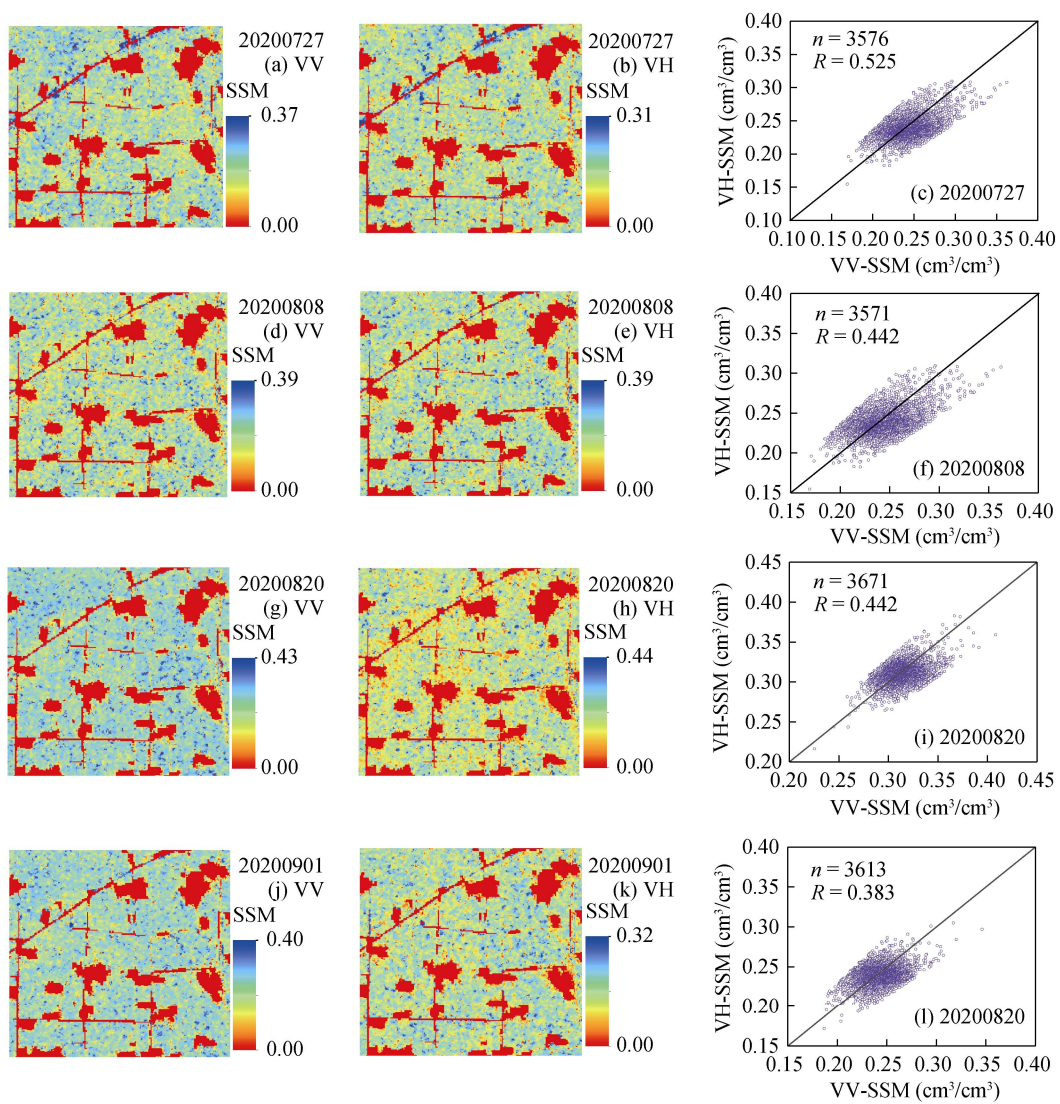 20200727
(a) VV
SSM
0.37
0.00
20200727
(b) VH
SSM
0.31
0.00
0.40
0.35
0.30
0.25
0.20
0.15
0.10
VH-SSM (cm³/cm³)
n = 3576
R = 0.525
(c) 20200727
0.10 0.15 0.20 0.25 0.30 0.35 0.40
VV-SSM (cm³/cm³)
20200808
(d) VV
SSM
0.39
0.00
20200808
(e) VH
SSM
0.39
0.00
0.40
0.35
0.30
0.25
0.20
0.15
VH-SSM (cm³/cm³)
n = 3571
R = 0.442
(f) 20200808
0.15 0.20 0.25 0.30 0.35 0.40
VV-SSM (cm³/cm³)
20200820
(g) VV
SSM
0.43
0.00
20200820
(h) VH
SSM
0.44
0.00
0.45
0.40
0.35
0.30
0.25
0.20
VH-SSM (cm³/cm³)
n = 3671
R = 0.442
(i) 20200820
0.20 0.25 0.30 0.35 0.40 0.45
VV-SSM (cm³/cm³)
20200901
(j) VV
SSM
0.40
0.00
20200901
(k) VH
SSM
0.32
0.00
0.40
0.35
0.30
0.25
0.20
0.15
VH-SSM (cm³/cm³)
n = 3613
R = 0.383
(l) 20200820
0.15 0.20 0.25 0.30 0.35 0.40
VV-SSM (cm³/cm³)